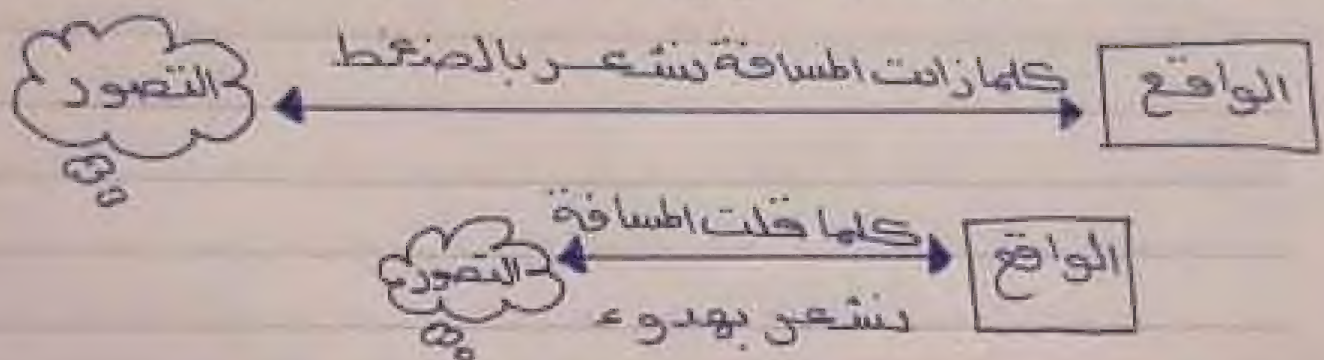 الواقع
كلما زادت المسافة نشعر بالضغط
التصور
الواقع
كلما قلت المسافة
نشعر بهدوء
التصور